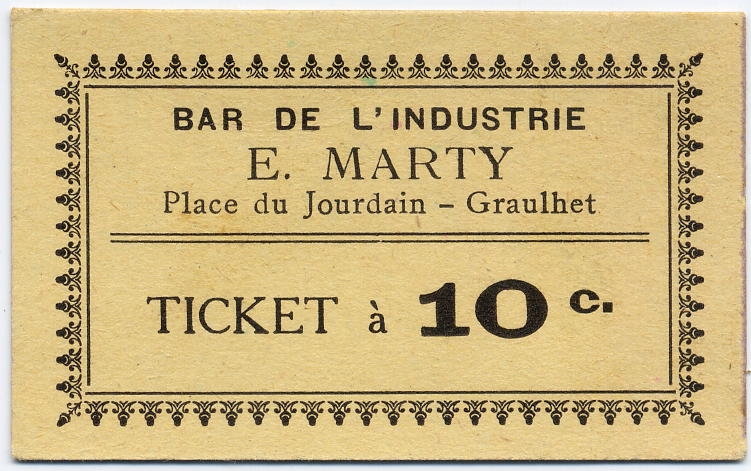 BAR DE L'INDUSTRIE
E. MARTY
Place du Jourdain – Graulhet
TICKET à 10 c.